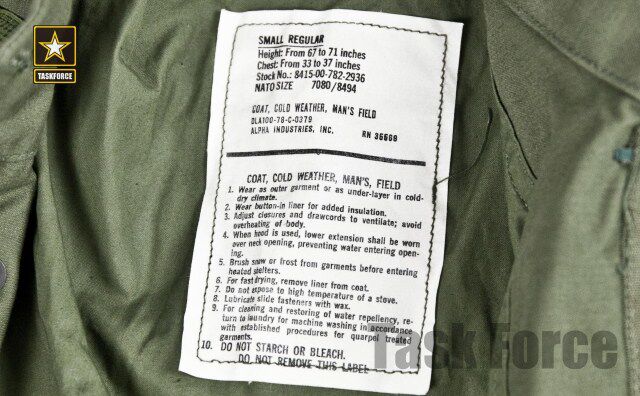 TASKFORCE
SMALL REGULAR
Height: From 67 to 71 inches
Chest: From 33 to 37 inches
Stock No.: 8415-00-782-2936
NATO SIZE 7080/8494
COAT, COLD WEATHER, MAN'S FIELD
DLA100-78-C-0379
ALPHA INDUSTRIES, INC. RN 36668
COAT, COLD WEATHER, MAN'S, FIELD
1. Wear as outer garment or as under-layer in cold-
dry climate.
2. Wear button-in liner for added insulation.
3. Adjust closures and drawcords to ventilate; avoid
overheating of body.
4. When hood is used, lower extension shall be worn
over neck opening, preventing water entering open-
ing.
5. Brush snow or frost from garments before entering
heated shelters.
6. For fast drying, remove liner from coat.
7. Do not expose to high temperature of a stove.
8. Lubricate slide fasteners with wax.
9. For cleaning and restoring of water repellency, re-
turn to laundry for machine washing in accordance
with established procedures for quarpel treated
garments.
10. DO NOT STARCH OR BLEACH.
DO NOT REMOVE THIS LABEL
Task Force